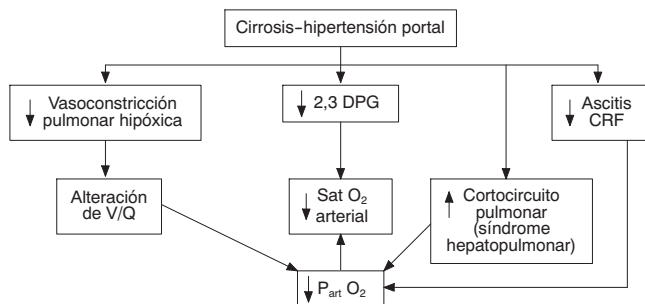 Cirrosis-hipertensión portal
↓ Vasoconstricción
pulmonar hipóxica
↓ 2,3 DPG
↓ Ascitis
CRF
Alteración
de V/Q
↓ Sat O₂
arterial
↑ Cortocircuito
pulmonar
(síndrome
hepatopulmonar)
↓ Part O₂